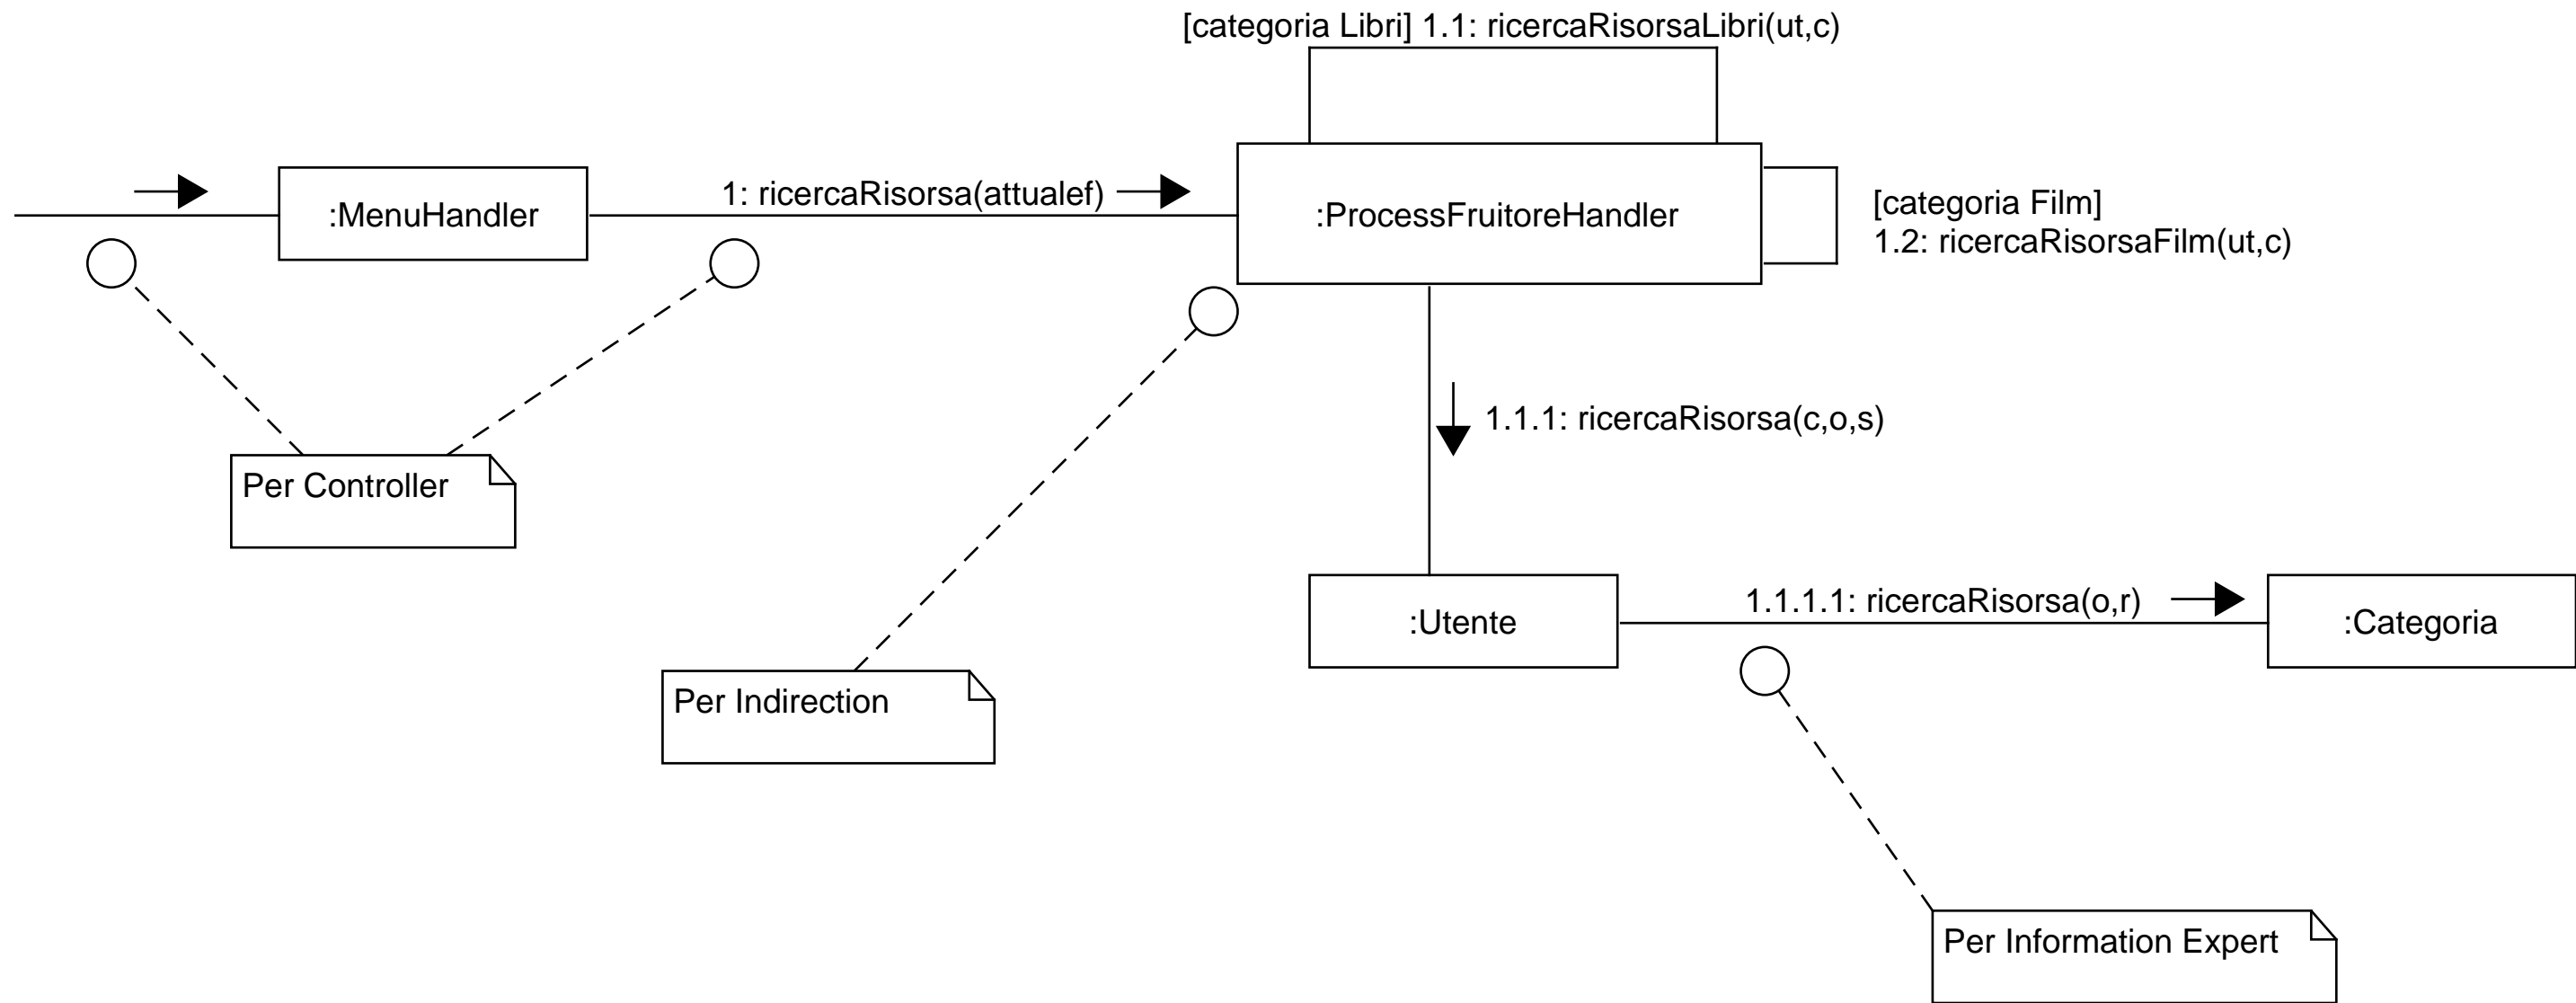 [categoria Libri] 1.1: ricercaRisorsaLibri(ut,c)
:MenuHandler
1: ricercaRisorsa(attualef)
:ProcessFruitoreHandler
[categoria Film]
1.2: ricercaRisorsaFilm(ut,c)
1.1.1: ricercaRisorsa(c,o,s)
Per Controller
:Utente
1.1.1.1: ricercaRisorsa(o,r)
:Categoria
Per Indirection
Per Information Expert